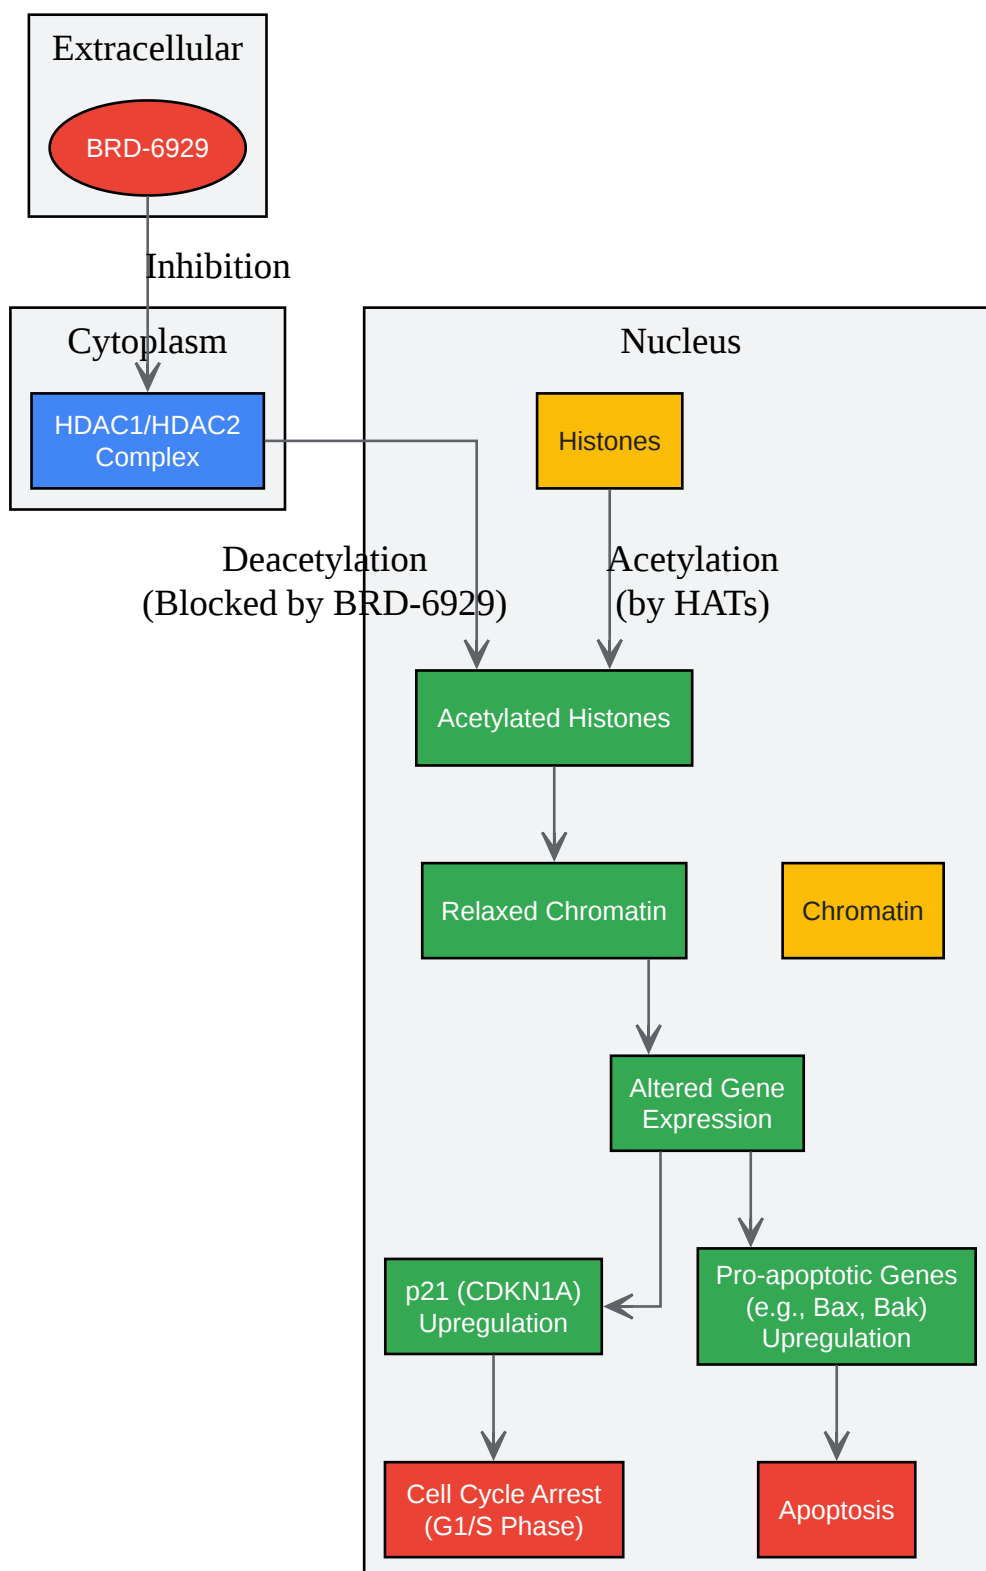 Extracellular
BRD-6929
Inhibition
Cytoplasm
HDAC1/HDAC2
Complex
Nucleus
Histones
Deacetylation
(Blocked by BRD-6929)
Acetylation
(by HATs)
Acetylated Histones
Relaxed Chromatin
Chromatin
Altered Gene
Expression
p21 (CDKN1A)
Upregulation
Pro-apoptotic Genes
(e.g., Bax, Bak)
Upregulation
Cell Cycle Arrest
(G1/S Phase)
Apoptosis